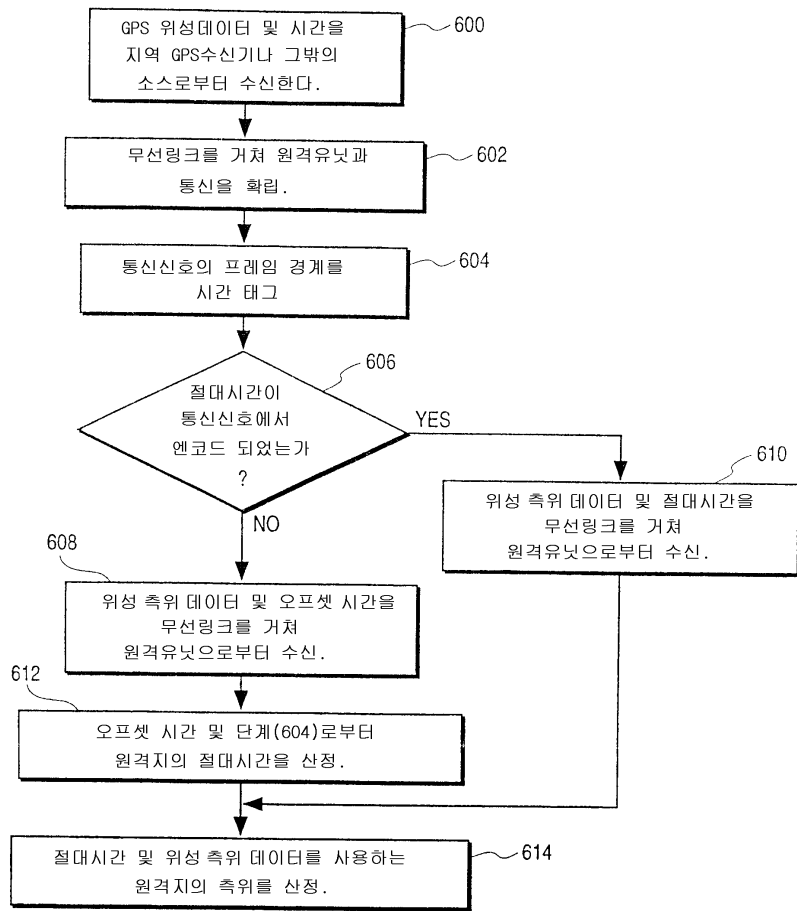 GPS 위성데이터 및 시간을
지역 GPS수신기나 그밖의
소스로부터 수신한다.
600
무선링크를 거쳐 원격유닛과
통신을 확립.
602
통신신호의 프레임 경계를
시간 태그
604
606
절대시간이
통신신호에서
엔코드 되었는가
?
YES
NO
610
위성 측위 데이터 및 절대시간을
무선링크를 거쳐
원격유닛으로부터 수신.
608
위성 측위 데이터 및 오프셋 시간을
무선링크를 거쳐
원격유닛으로부터 수신.
612
오프셋 시간 및 단계(604)로부터
원격지의 절대시간을 산정.
절대시간 및 위성 측위 데이터를 사용하는
원격지의 측위를 산정.
614